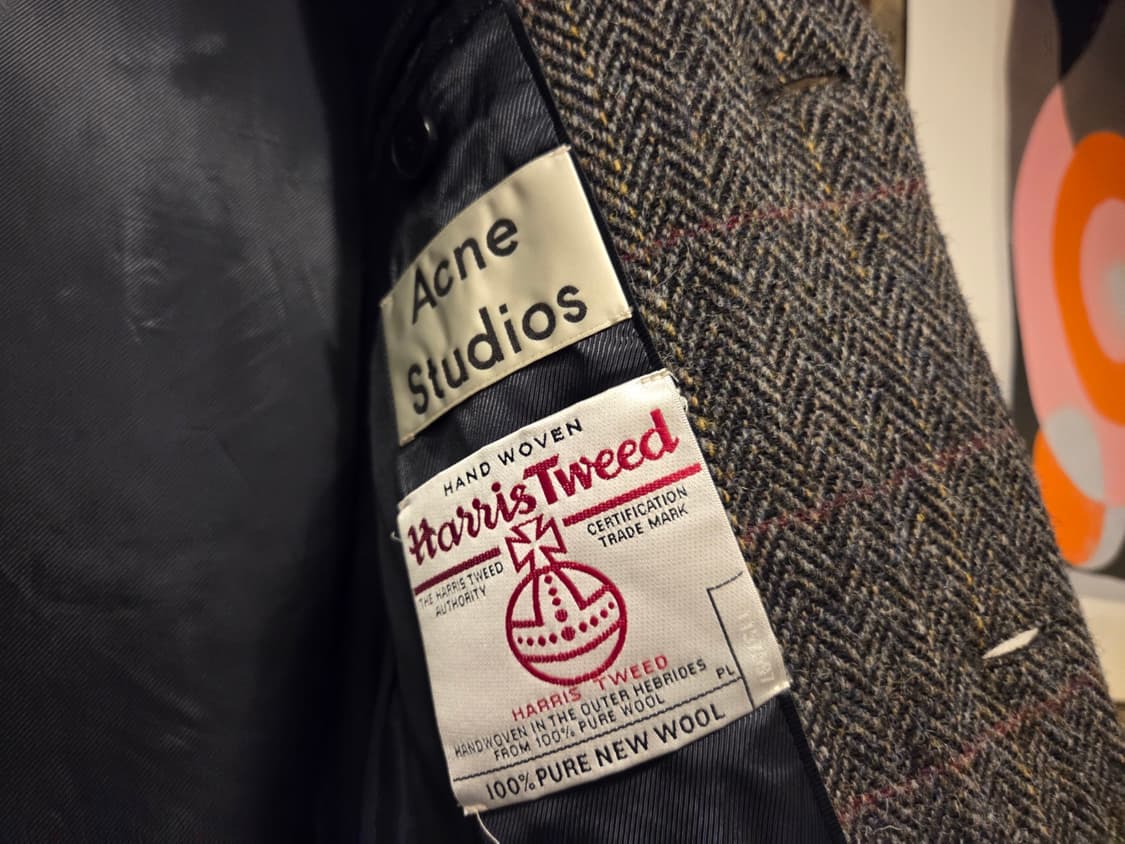 Acne
Studios
HAND WOVEN
Harris Tweed
CERTIFICATION
TRADE MARK
THE HARRIS TWEED
AUTHORITY
HARRIS TWEED
HANDWOVEN IN THE OUTER HEBRIDES
FROM 100% PURE WOOL
PL
100% PURE NEW WOOL